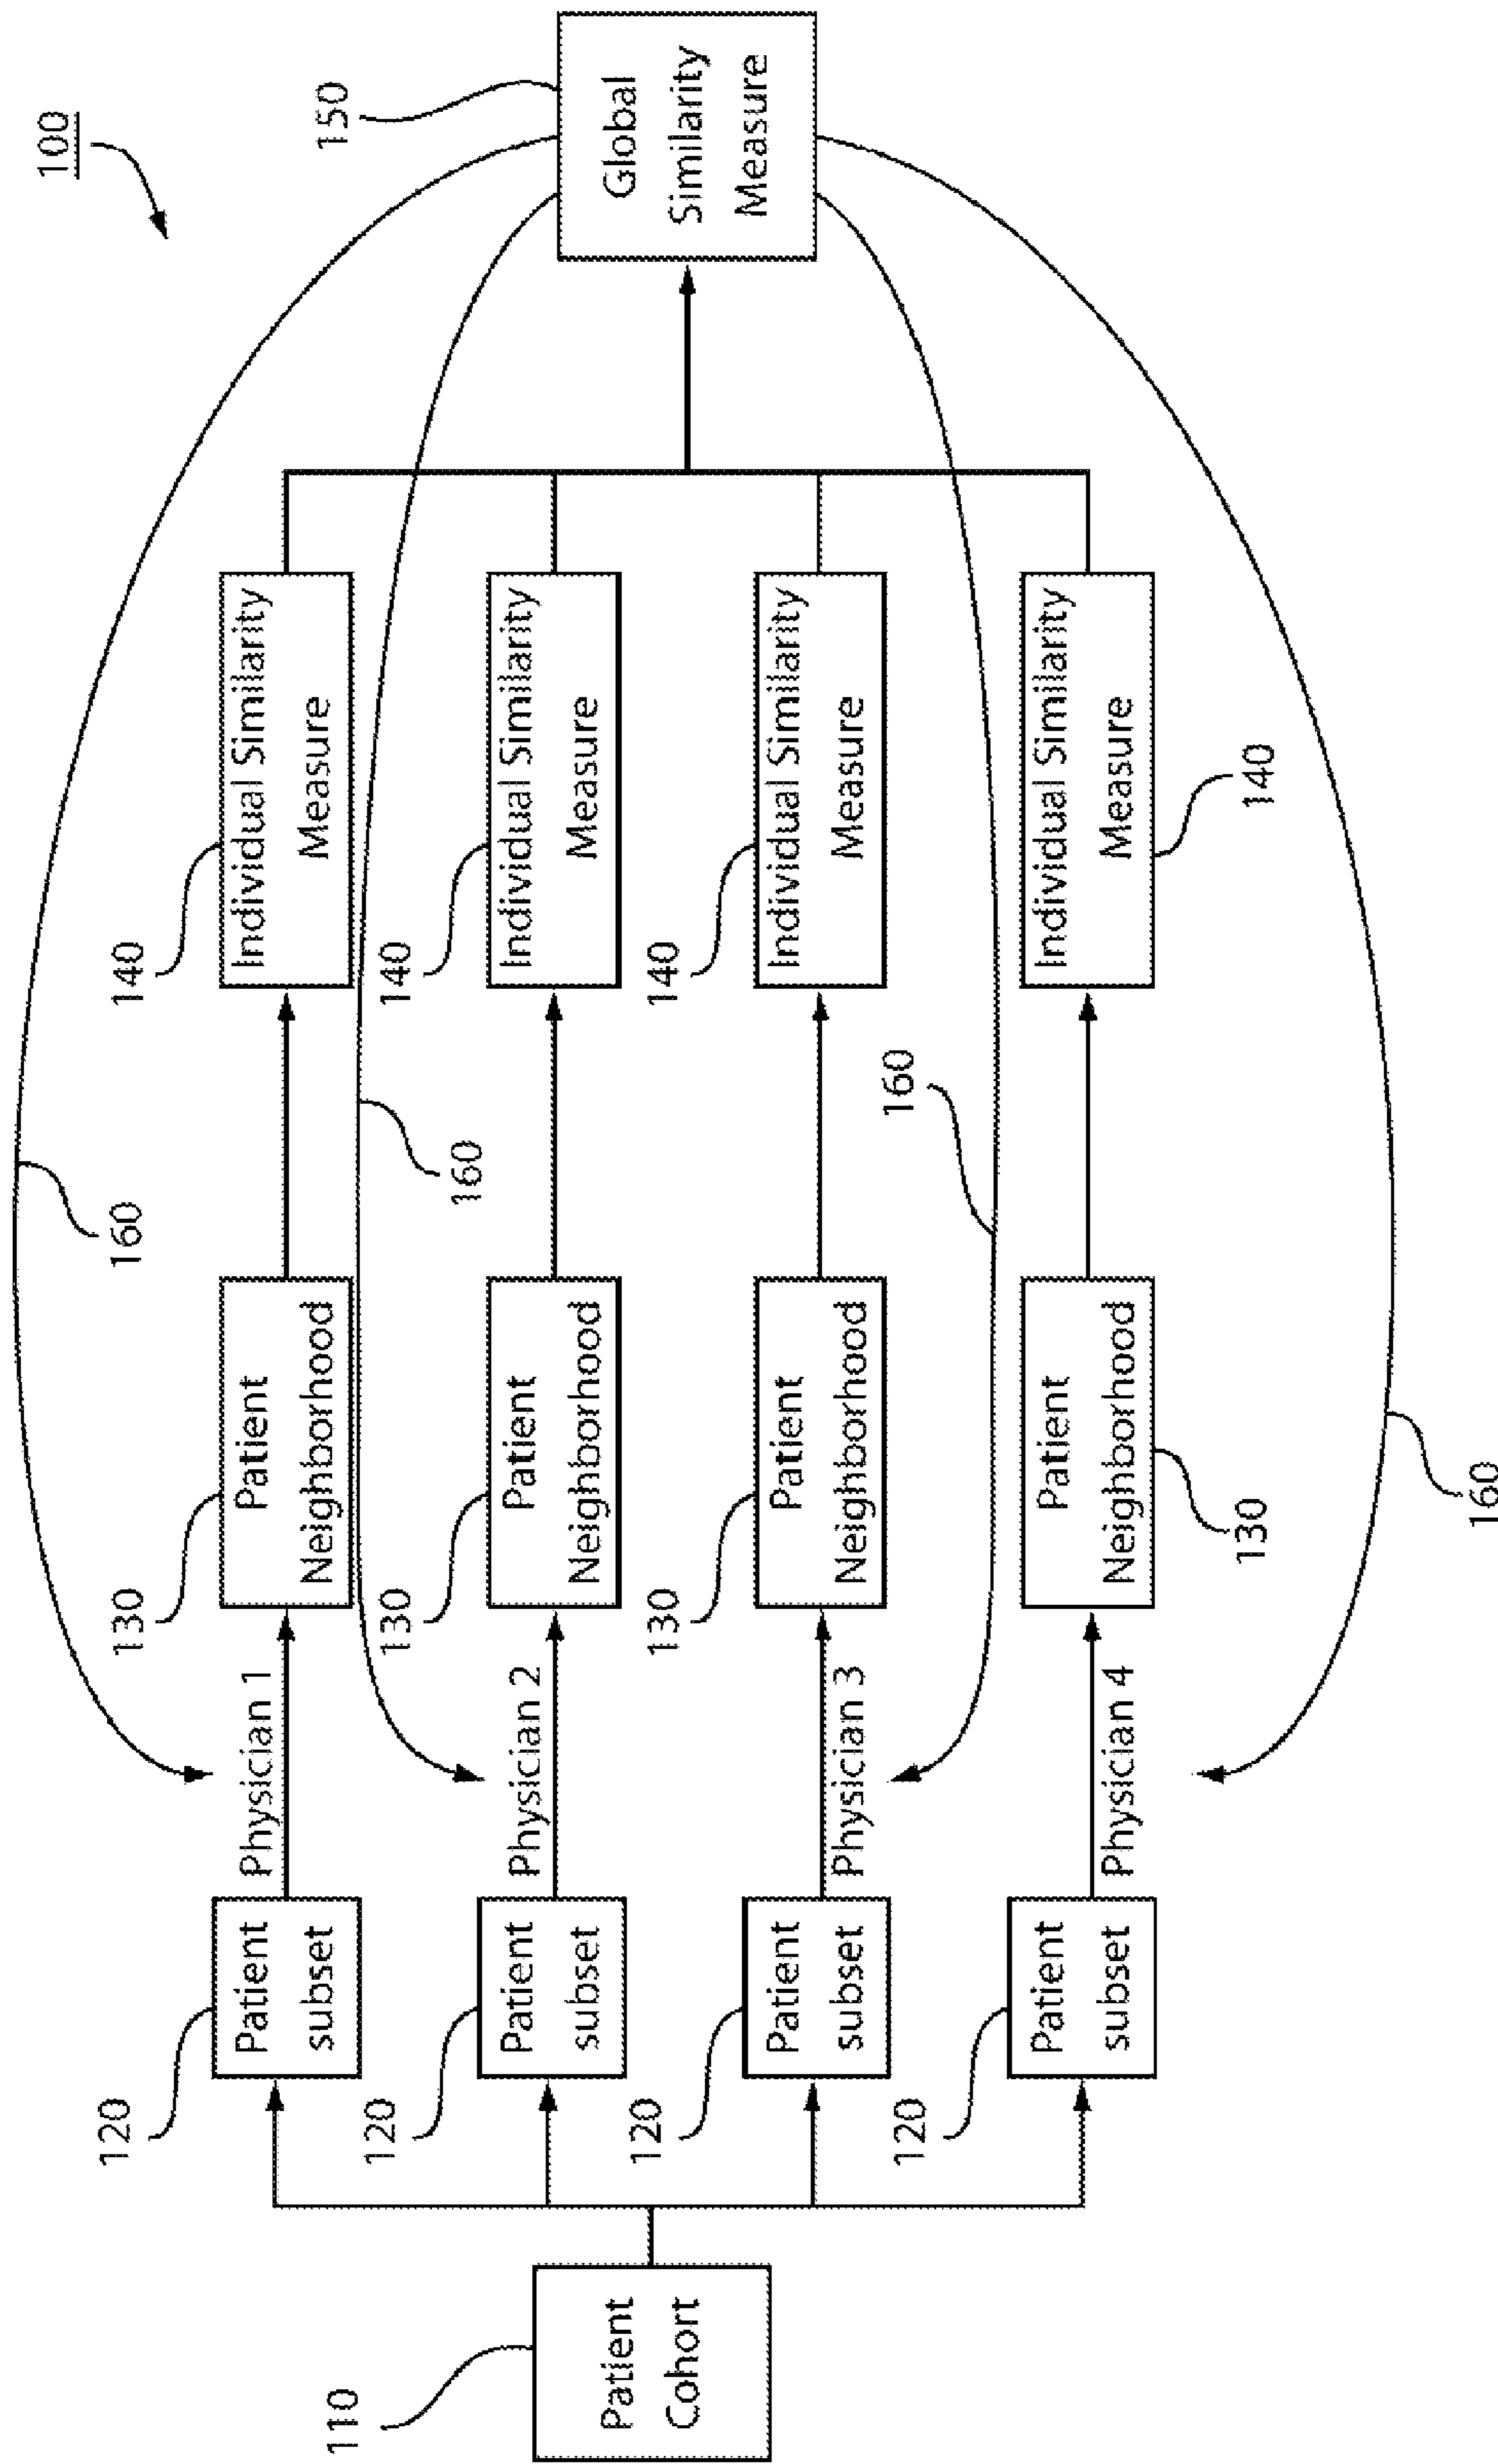 100
110
Patient
Cohort
120
Patient
subset
Physician 1
130
Patient
Neighborhood
140
Individual Similarity
Measure
160
120
Patient
subset
Physician 2
130
Patient
Neighborhood
140
Individual Similarity
Measure
160
120
Patient
subset
Physician 3
130
Patient
Neighborhood
140
Individual Similarity
Measure
160
120
Patient
subset
Physician 4
130
Patient
Neighborhood
140
Individual Similarity
Measure
160
150
Global
Similarity
Measure